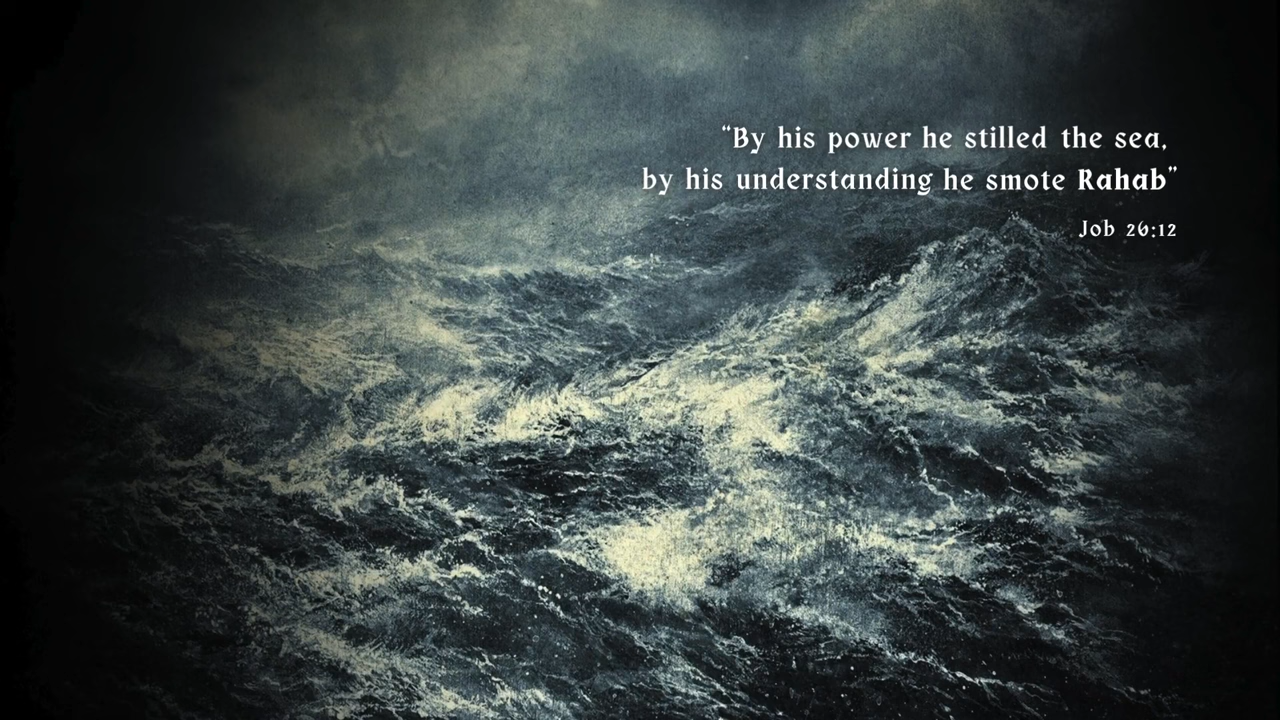 “By his power he stilled the sea,
by his understanding he smote Rahab”
Job 26:12